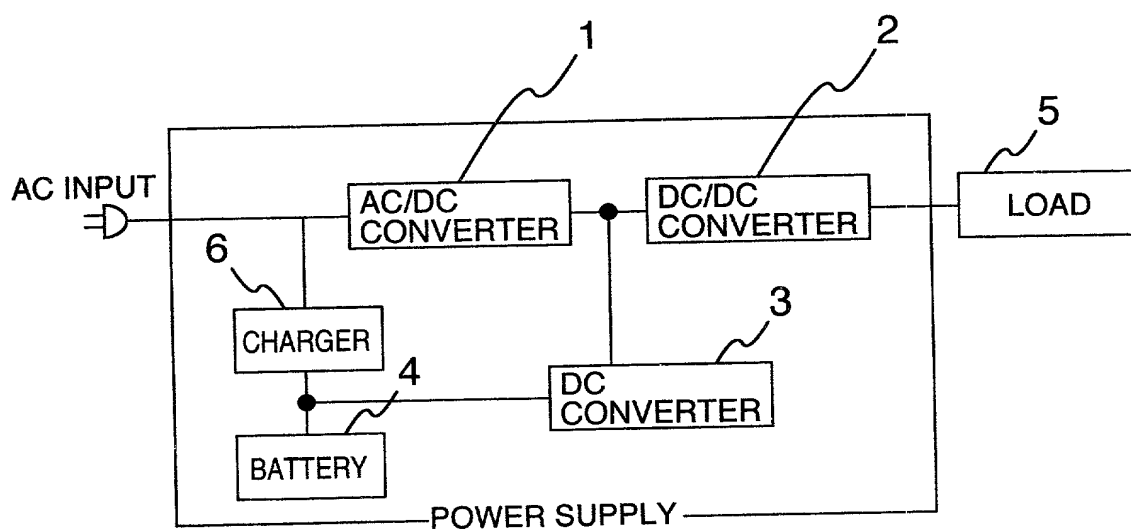 1
2
5
AC INPUT
AC/DC
CONVERTER
DC/DC
CONVERTER
LOAD
6
CHARGER
3
4
DC
CONVERTER
BATTERY
POWER SUPPLY